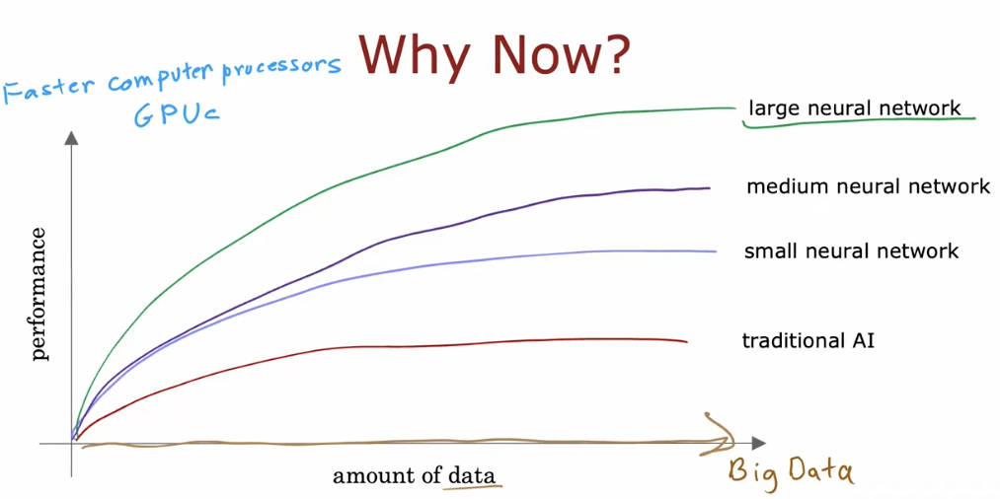 Why Now?
Faster computer processors
GPUs
large neural network
medium neural network
small neural network
traditional AI
performance
amount of data
Big Data